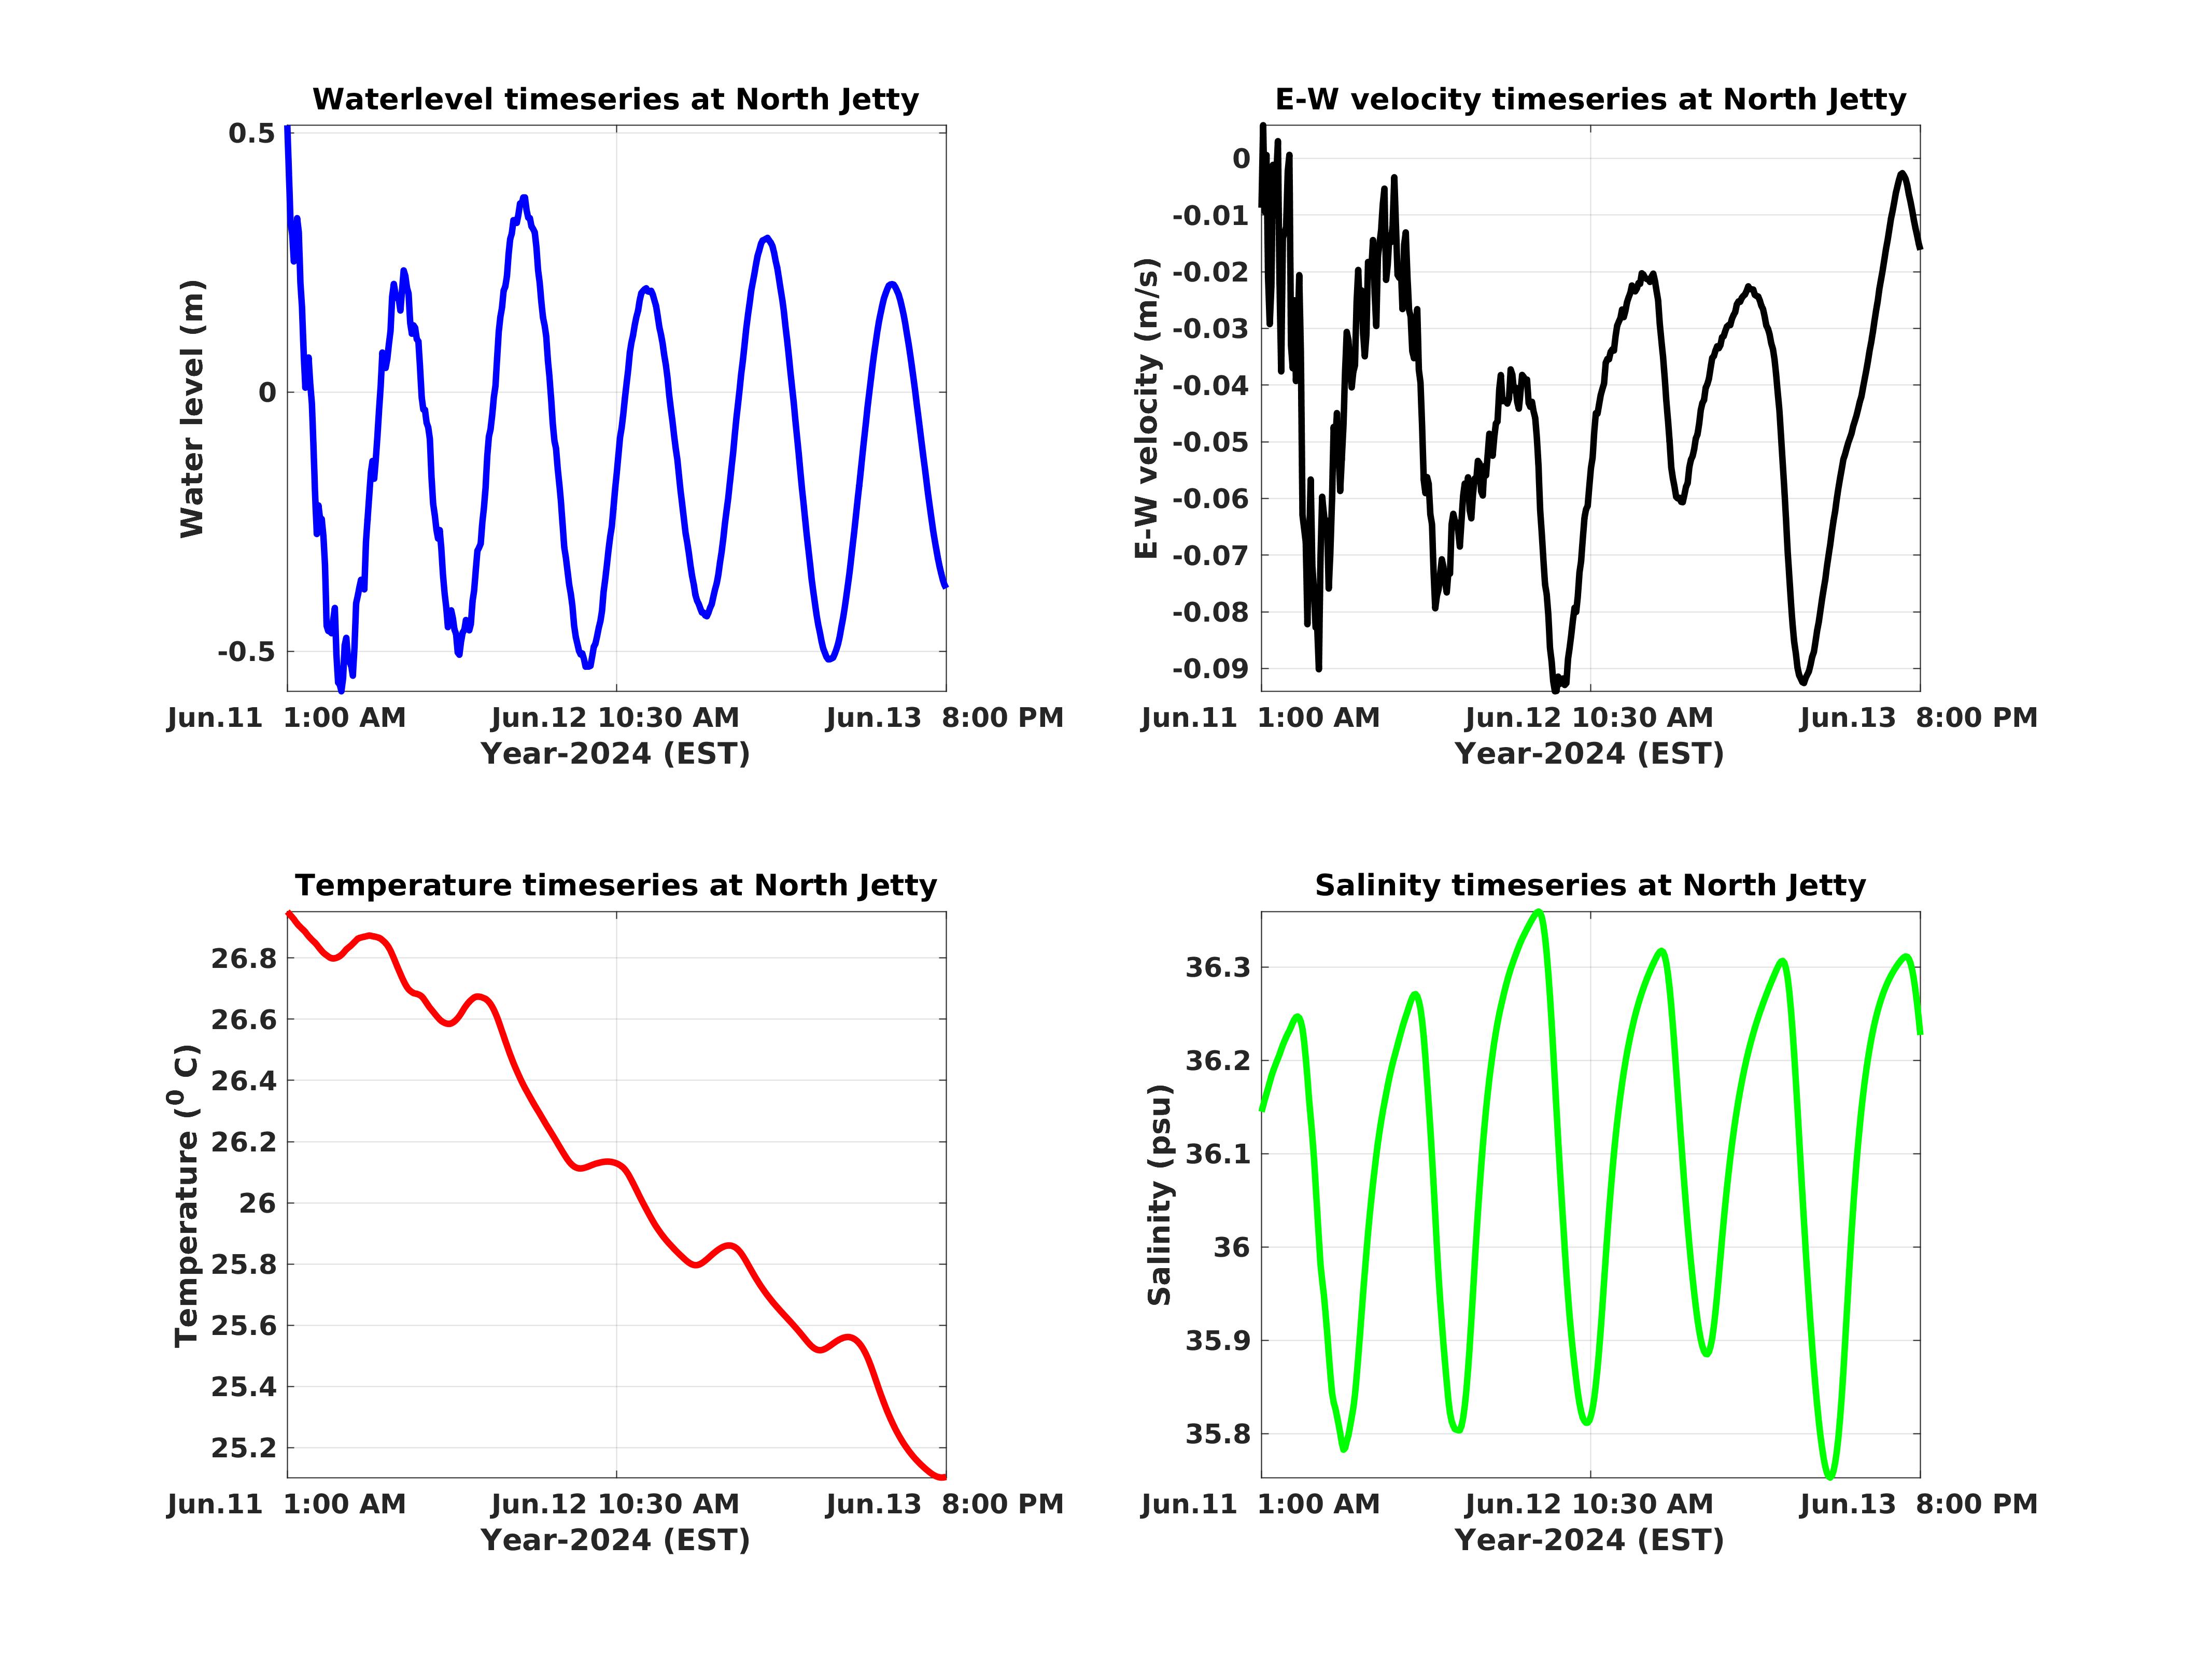 Waterlevel timeseries at North Jetty
0.5
0
-0.5
Water level (m)
Jun.11  1:00 AM
Jun.12 10:30 AM
Jun.13  8:00 PM
Year-2024 (EST)
E-W velocity timeseries at North Jetty
0
-0.01
-0.02
-0.03
-0.04
-0.05
-0.06
-0.07
-0.08
-0.09
E-W velocity (m/s)
Jun.11  1:00 AM
Jun.12 10:30 AM
Jun.13  8:00 PM
Year-2024 (EST)
Temperature timeseries at North Jetty
26.8
26.6
26.4
26.2
26
25.8
25.6
25.4
25.2
Temperature (⁰ C)
Jun.11  1:00 AM
Jun.12 10:30 AM
Jun.13  8:00 PM
Year-2024 (EST)
Salinity timeseries at North Jetty
36.3
36.2
36.1
36
35.9
35.8
Salinity (psu)
Jun.11  1:00 AM
Jun.12 10:30 AM
Jun.13  8:00 PM
Year-2024 (EST)